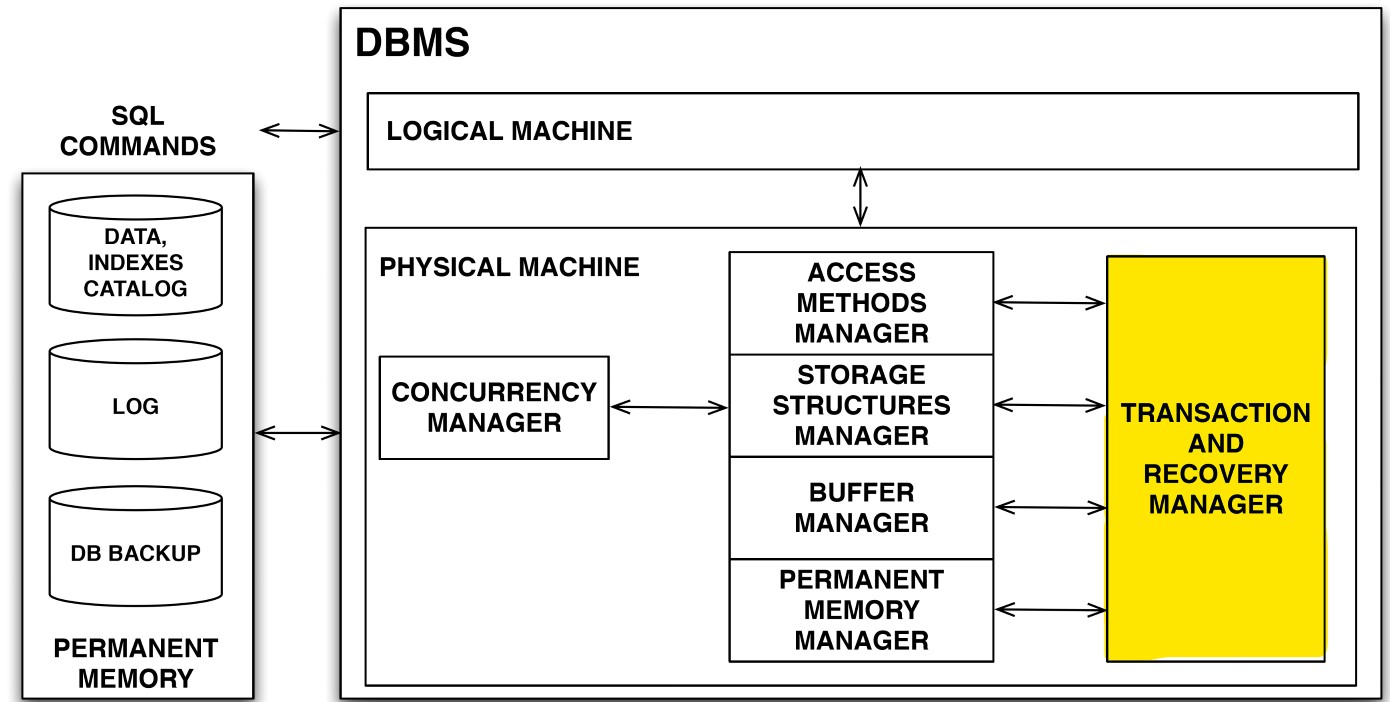 DBMS
SQL
COMMANDS
LOGICAL MACHINE
DATA,
INDEXES
CATALOG
LOG
DB BACKUP
PERMANENT
MEMORY
PHYSICAL MACHINE
CONCURRENCY
MANAGER
ACCESS
METHODS
MANAGER
STORAGE
STRUCTURES
MANAGER
BUFFER
MANAGER
PERMANENT
MEMORY
MANAGER
TRANSACTION
AND
RECOVERY
MANAGER